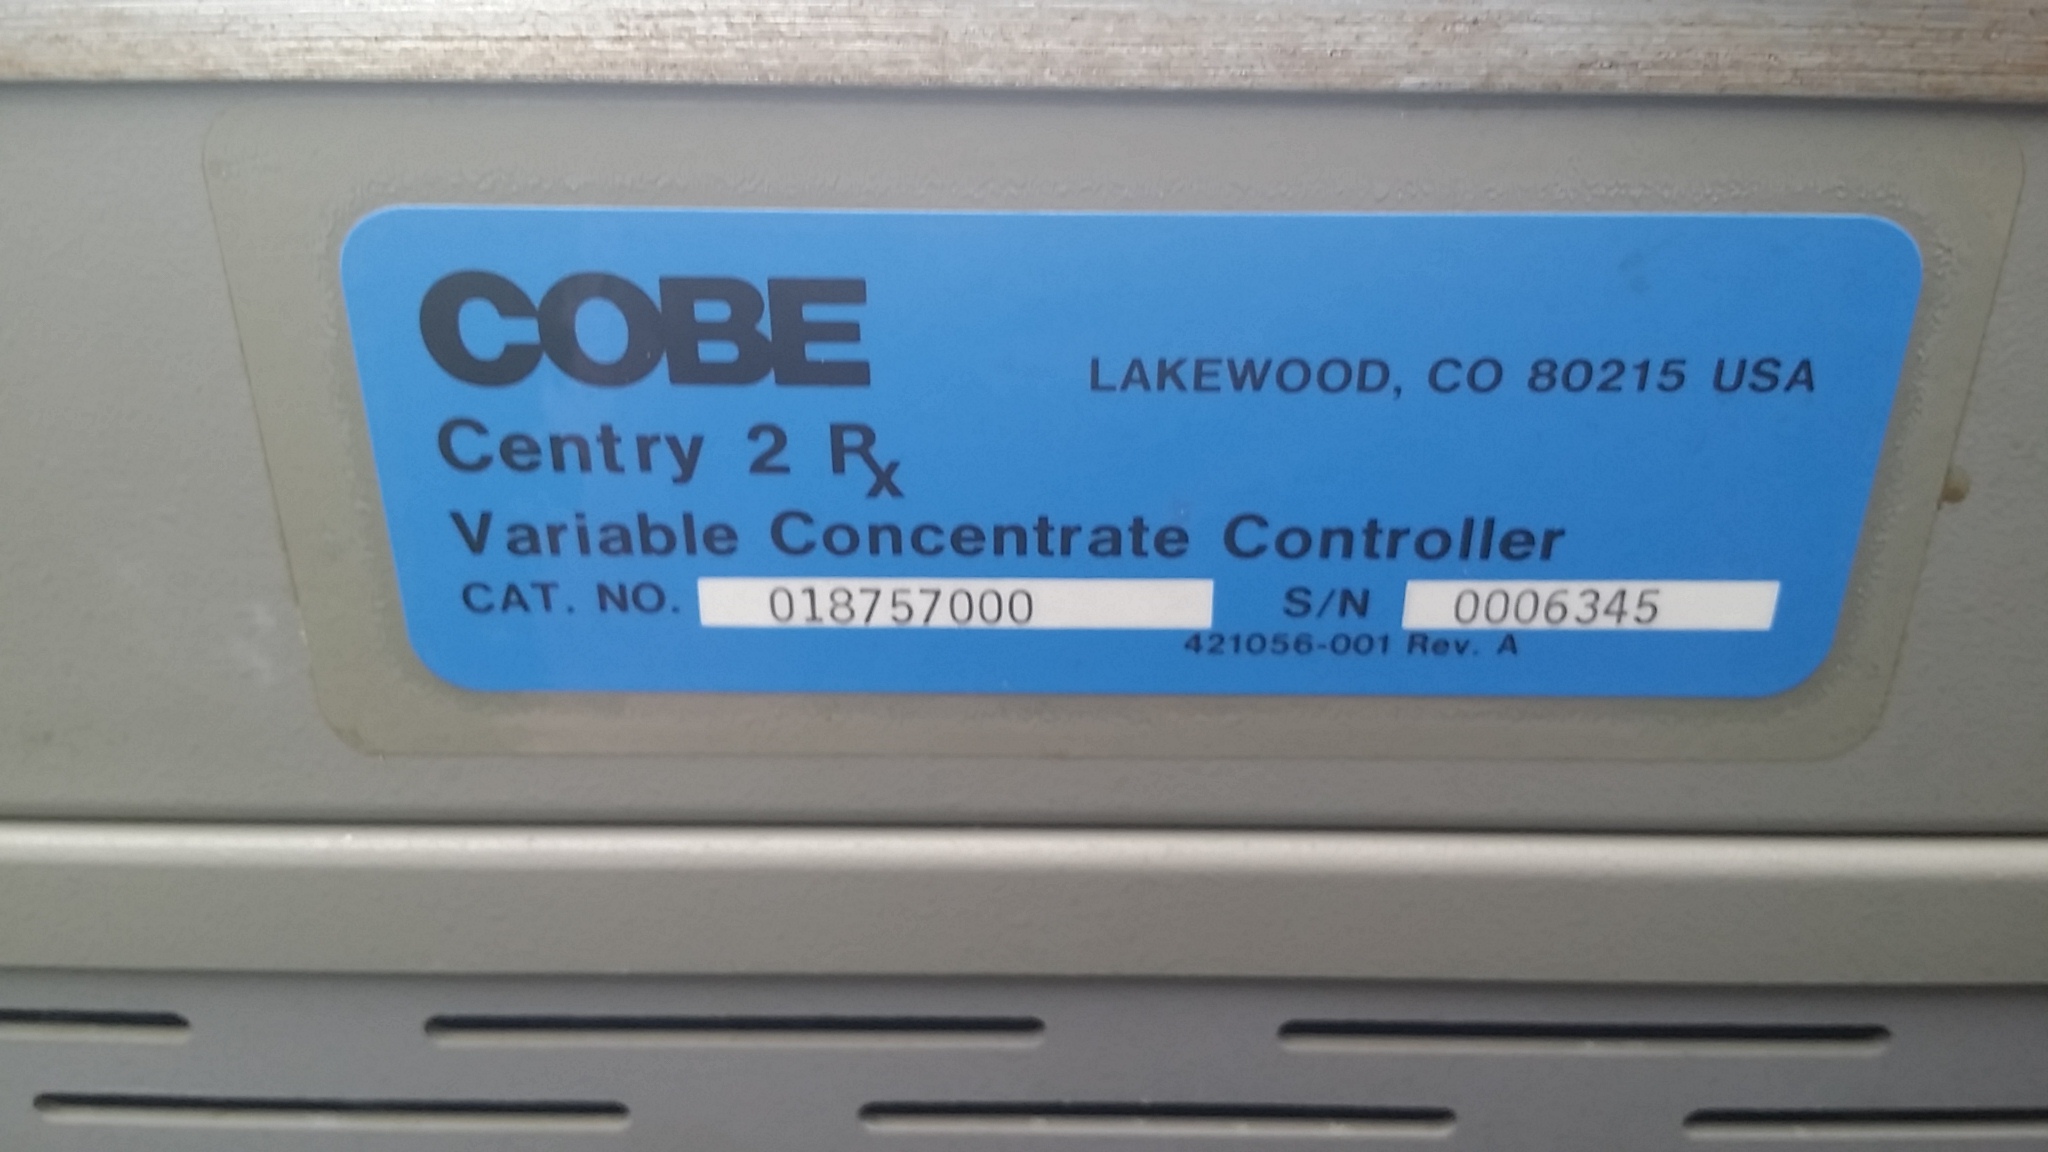 COBE
LAKEWOOD, CO 80215 USA
Centry 2 Rx
Variable Concentrate Controller
CAT. NO. 018757000 S/N 0006345
421056-001 Rev. A